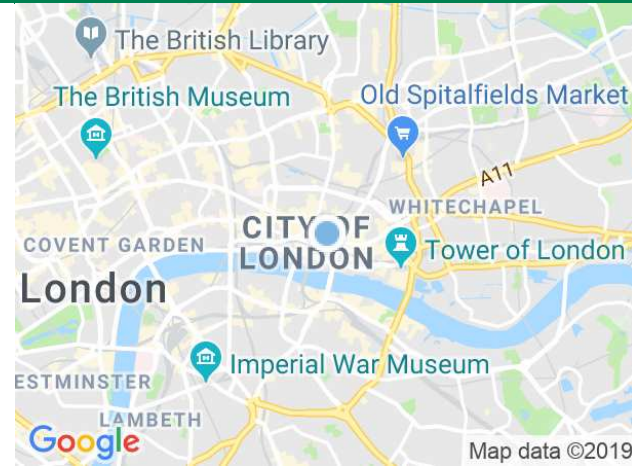 The British Library
The British Museum
Old Spitalfields Market
A11
WHITECHAPEL
CITY OF
LONDON
COVENT GARDEN
Tower of London
London
Imperial War Museum
ESTMINSTER
LAMBETH
Google
Map data ©2019